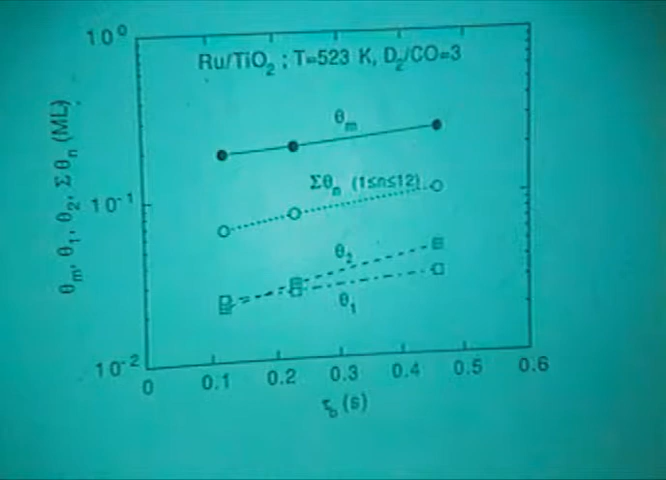 10⁰
Ru/TiO₂ ; T=523 K, D₂/CO=3
θm
Σθn (1≤n≤12)
10⁻¹
θ₂
θ₁
10⁻²
0 0.1 0.2 0.3 0.4 0.5 0.6
(s)
θm, θ₁, θ₂, Σθn (ML)